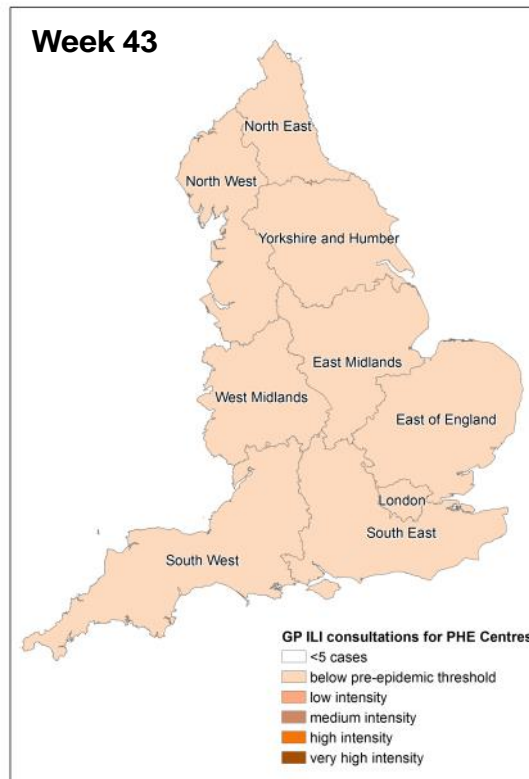 Week 43
North East
North West
Yorkshire and Humber
East Midlands
West Midlands
East of England
London
South East
South West
GP ILI consultations for PHE Centres
<5 cases
below pre-epidemic threshold
low intensity
medium intensity
high intensity
very high intensity